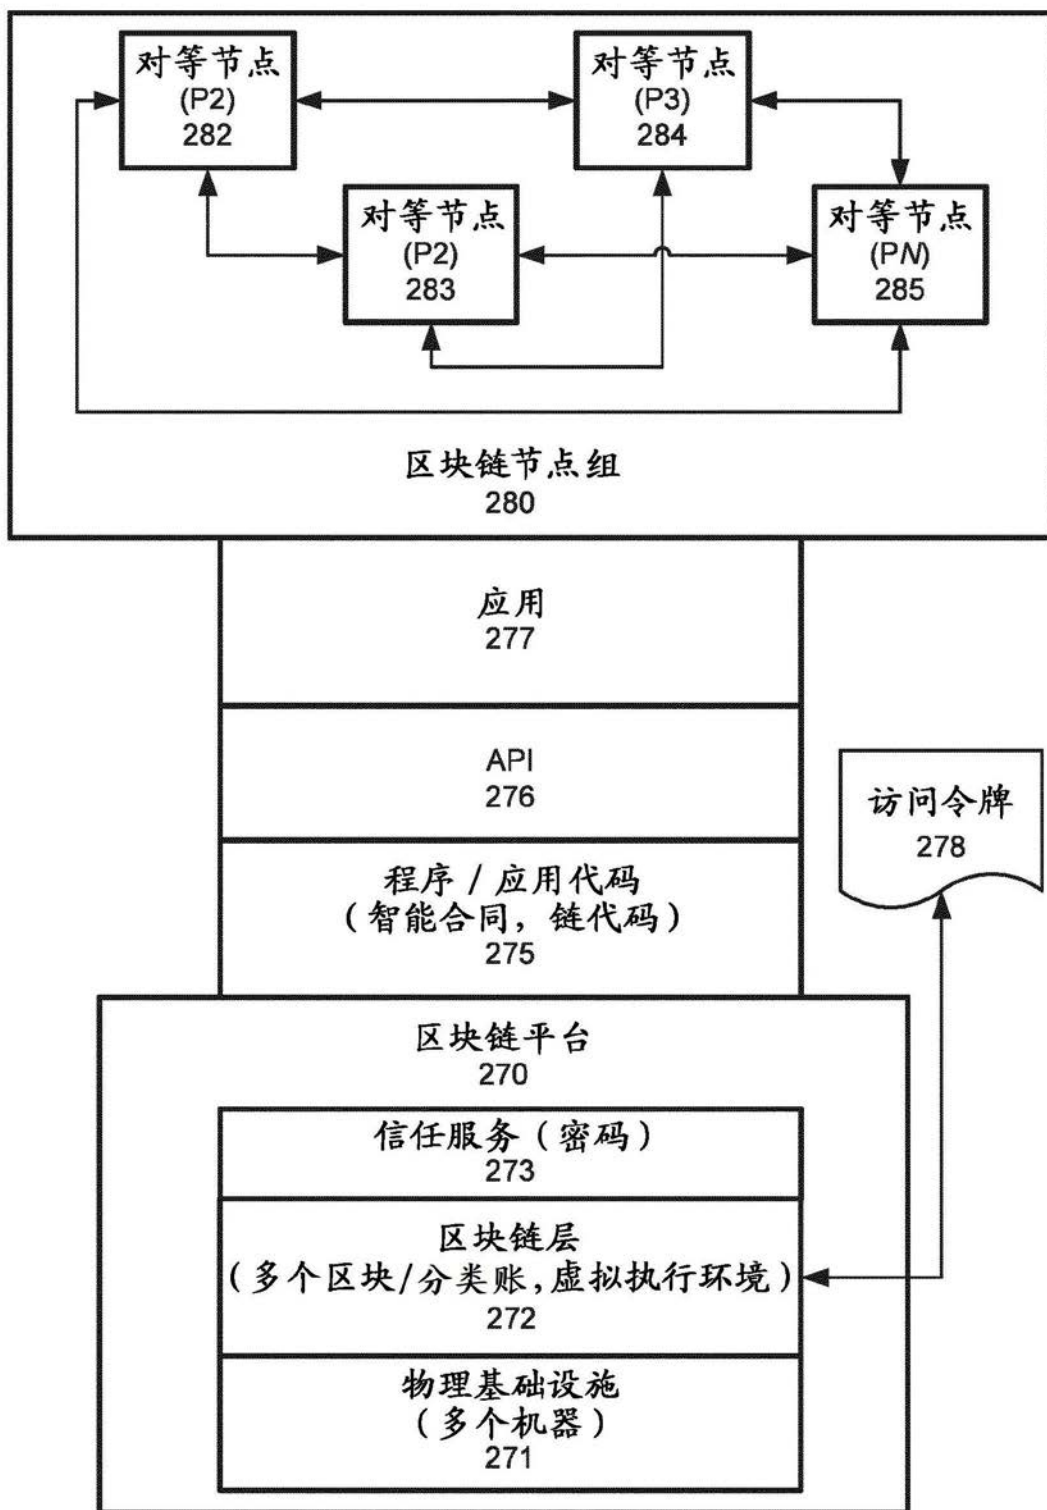 对等节点
(P2)
282
对等节点
(P3)
284
对等节点
(P2)
283
对等节点
(PN)
285
区块链节点组
280
应用
277
API
276
访问令牌
278
程序 / 应用代码
（智能合同，链代码）
275
区块链平台
270
信任服务（密码）
273
区块链层
（多个区块/分类账,虚拟执行环境）
272
物理基础设施
（多个机器）
271